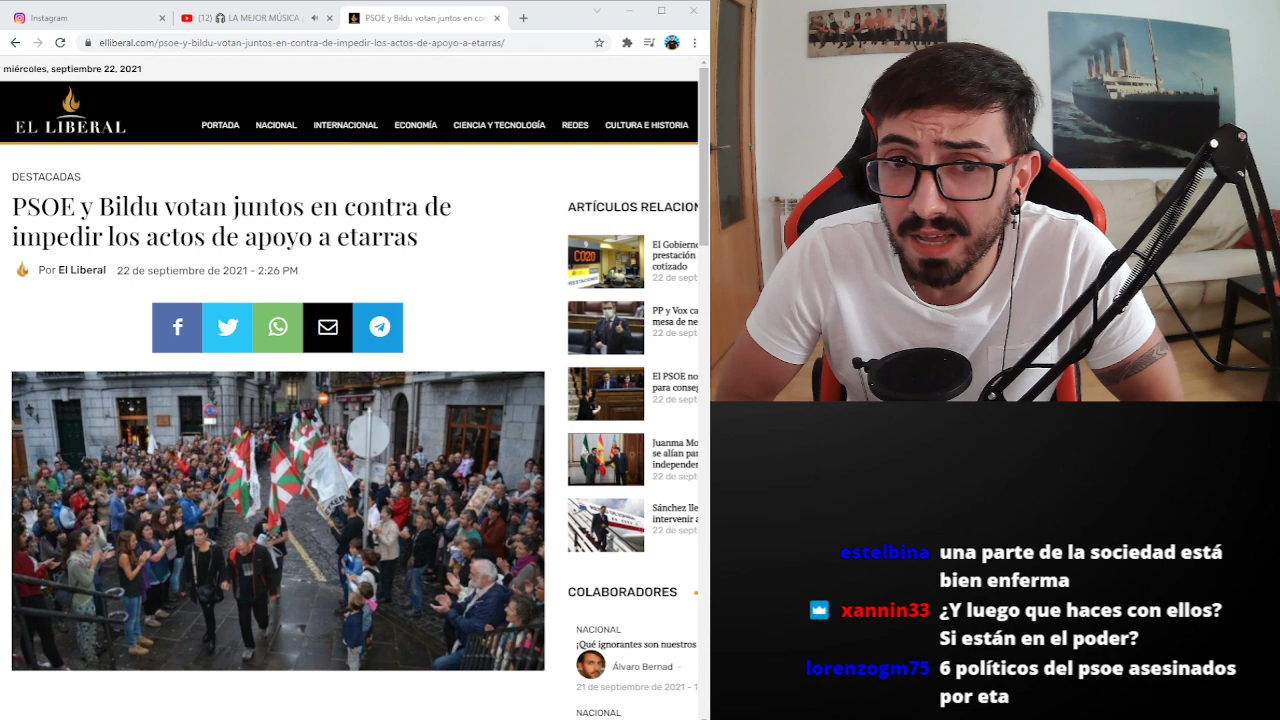 Instagram
(12) 🎧 LA MEJOR MÚSICA
PSOE y Bildu votan juntos en con
elliberal.com/psoe-y-bildu-votan-juntos-en-contra-de-impedir-los-actos-de-apoyo-a-etarras/
miércoles, septiembre 22, 2021
EL LIBERAL
PORTADA NACIONAL INTERNACIONAL ECONOMÍA CIENCIA Y TECNOLOGÍA REDES CULTURA E HISTORIA
DESTACADAS
PSOE y Bildu votan juntos en contra de
impedir los actos de apoyo a etarras
Por El Liberal 22 de septiembre de 2021 - 2:26 PM
ARTÍCULOS RELACION
El Gobierno
prestación
cotizado
22 de sept
PP y Vox ca
mesa de ne
22 de sept
El PSOE no
para conseg
22 de sept
Juanma Mo
se alían pa
independen
22 de sept
Sánchez lle
intervenir a
22 de sept
COLABORADORES
NACIONAL
¡Qué ignorantes son nuestros
Álvaro Bernad -
21 de septiembre de 2021 - 1
NACIONAL
estelbina una parte de la sociedad está
bien enferma
xannin33 ¿Y luego que haces con ellos?
Si están en el poder?
lorenzogm75 6 políticos del psoe asesinados
por eta